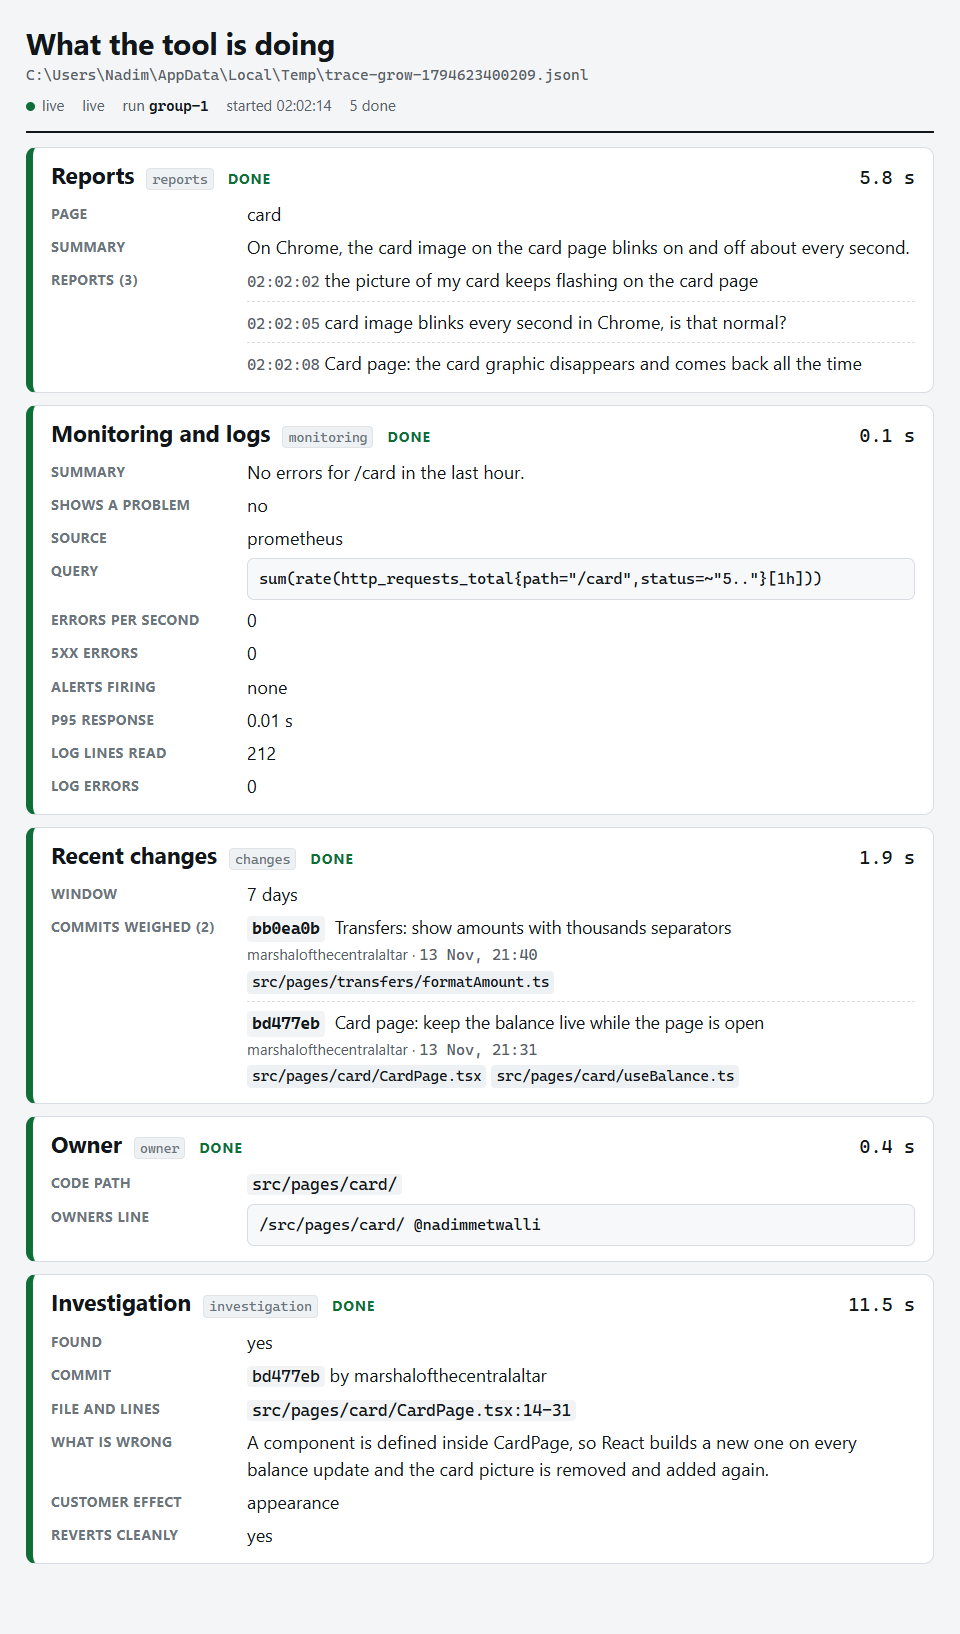 What the tool is doing
C:\Users\Nadim\AppData\Local\Temp\trace-grow-1794623400209.jsonl
live live run group-1 started 02:02:14 5 done
Reports reports DONE 5.8 s
PAGE card
SUMMARY On Chrome, the card image on the card page blinks on and off about every second.
REPORTS (3) 02:02:02 the picture of my card keeps flashing on the card page
02:02:05 card image blinks every second in Chrome, is that normal?
02:02:08 Card page: the card graphic disappears and comes back all the time
Monitoring and logs monitoring DONE 0.1 s
SUMMARY No errors for /card in the last hour.
SHOWS A PROBLEM no
SOURCE prometheus
QUERY sum(rate(http_requests_total{path="/card",status=~"5.."}[1h]))
ERRORS PER SECOND 0
5XX ERRORS 0
ALERTS FIRING none
P95 RESPONSE 0.01 s
LOG LINES READ 212
LOG ERRORS 0
Recent changes changes DONE 1.9 s
WINDOW 7 days
COMMITS WEIGHED (2) bb0ea0b Transfers: show amounts with thousands separators
marshalofthecentralaltar · 13 Nov, 21:40
src/pages/transfers/formatAmount.ts
bd477eb Card page: keep the balance live while the page is open
marshalofthecentralaltar · 13 Nov, 21:31
src/pages/card/CardPage.tsx src/pages/card/useBalance.ts
Owner owner DONE 0.4 s
CODE PATH src/pages/card/
OWNERS LINE /src/pages/card/ @nadimmetwalli
Investigation investigation DONE 11.5 s
FOUND yes
COMMIT bd477eb by marshalofthecentralaltar
FILE AND LINES src/pages/card/CardPage.tsx:14-31
WHAT IS WRONG A component is defined inside CardPage, so React builds a new one on every
balance update and the card picture is removed and added again.
CUSTOMER EFFECT appearance
REVERTS CLEANLY yes